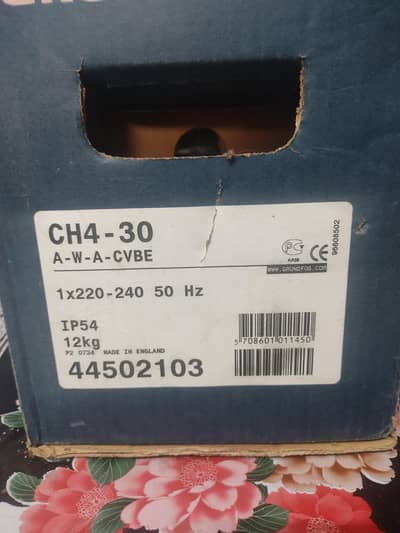 CH4-30
A-W-A-CVBE
1x220-240 50 Hz
IP54
12kg
P2 0734 MADE IN ENGLAND
44502103
CE
96608502
WWW.GRUNDFOS.COM
5 708601 011450